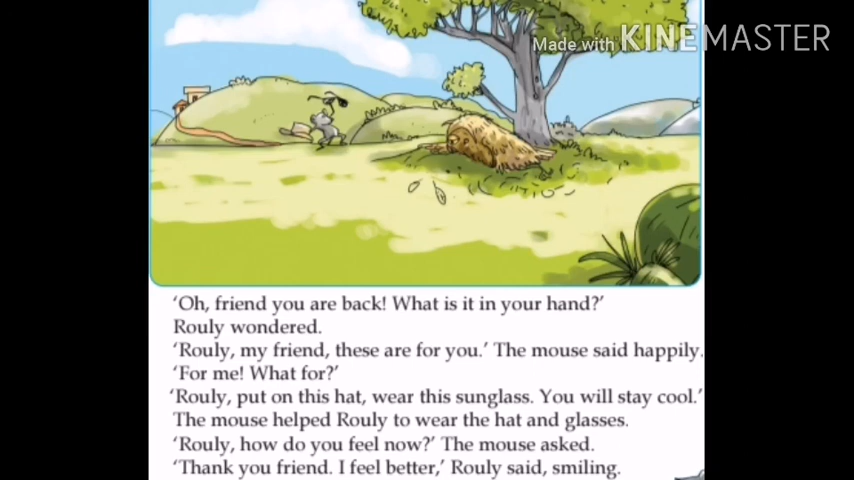 Made with KINEMASTER
‘Oh, friend you are back! What is it in your hand?’
Rouly wondered.
‘Rouly, my friend, these are for you.’ The mouse said happily.
‘For me! What for?’
‘Rouly, put on this hat, wear this sunglass. You will stay cool.’
The mouse helped Rouly to wear the hat and glasses.
‘Rouly, how do you feel now?’ The mouse asked.
‘Thank you friend. I feel better,’ Rouly said, smiling.